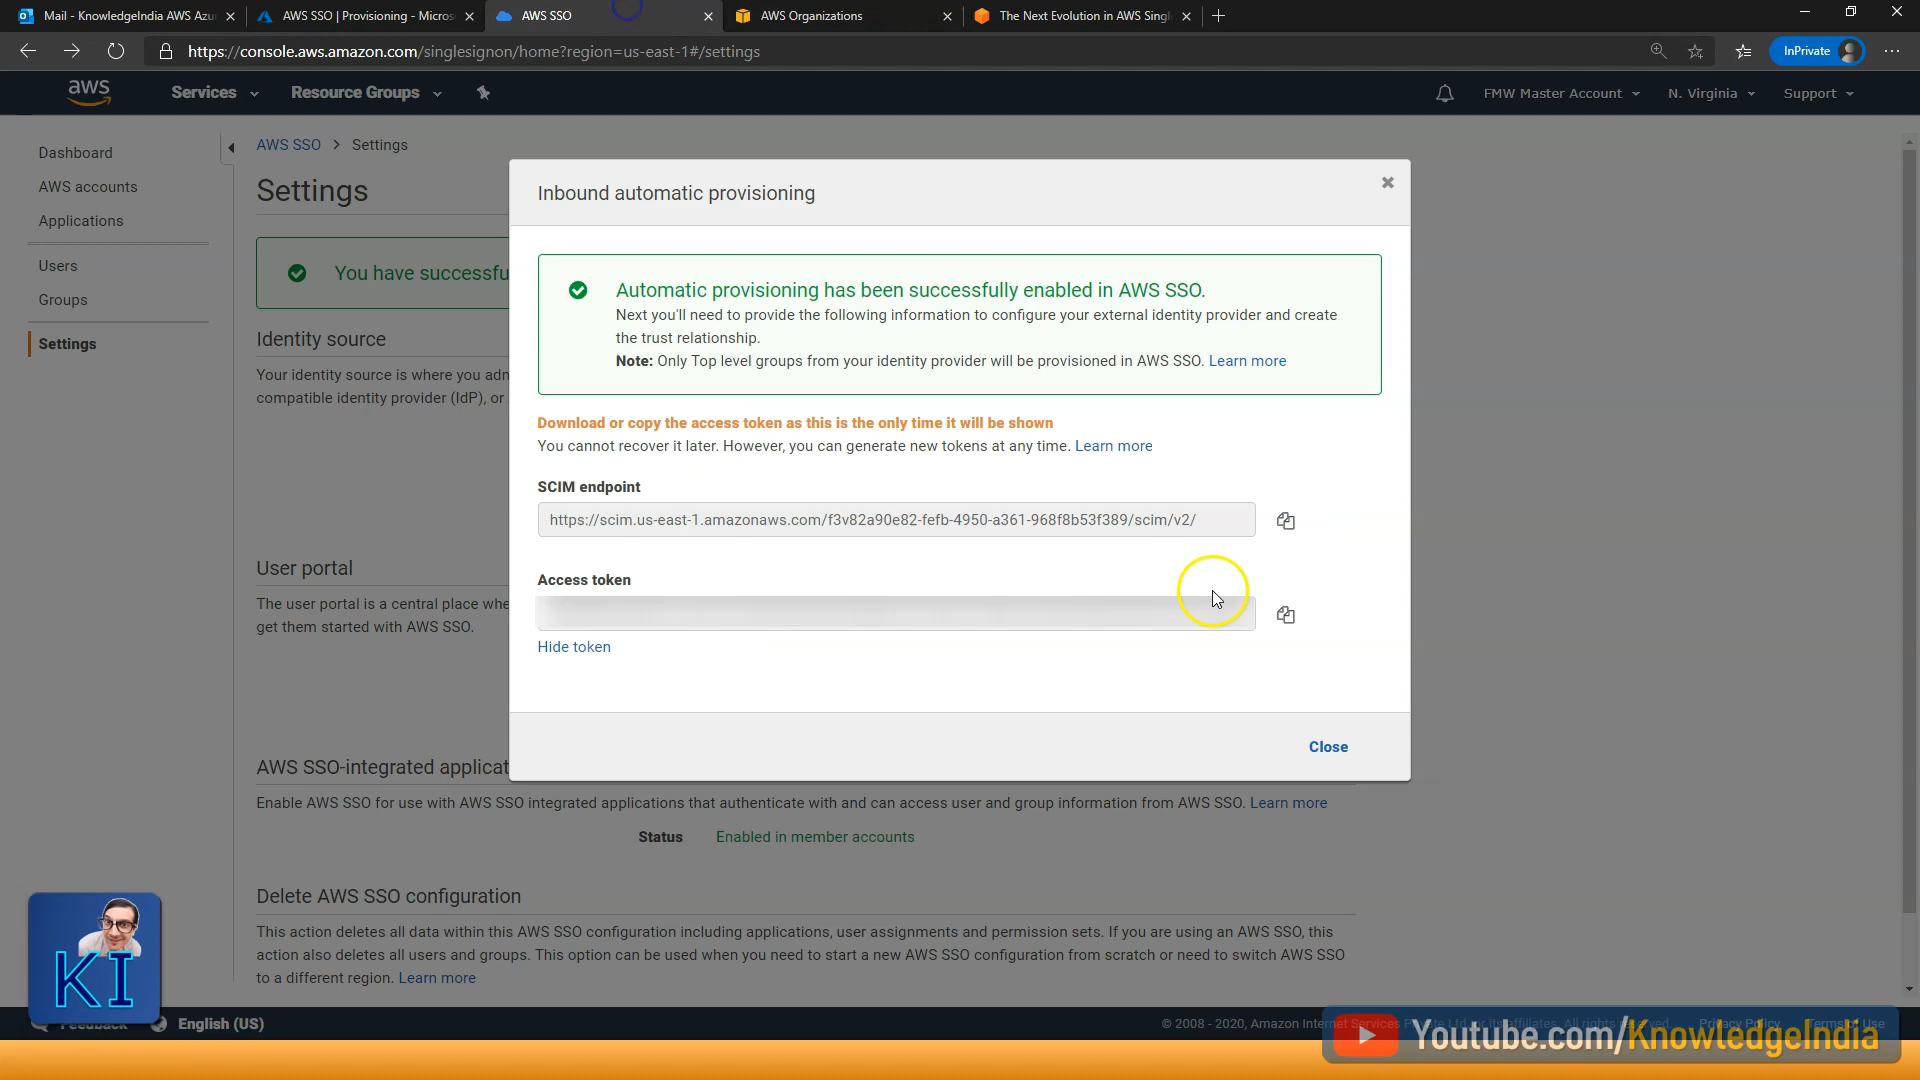 Mail - KnowledgeIndia AWS Azu
AWS SSO | Provisioning - Micros
AWS SSO
AWS Organizations
The Next Evolution in AWS Singl
https://console.aws.amazon.com/singlesignon/home?region=us-east-1#/settings
InPrivate
aws
Services
Resource Groups
FMW Master Account
N. Virginia
Support
Dashboard
AWS accounts
Applications
Users
Groups
Settings
AWS SSO > Settings
Settings
You have successfu
Identity source
Your identity source is where you adm
compatible identity provider (IdP), or
User portal
The user portal is a central place whe
get them started with AWS SSO.
AWS SSO-integrated applicat
Enable AWS SSO for use with AWS SSO integrated applications that authenticate with and can access user and group information from AWS SSO. Learn more
Status Enabled in member accounts
Delete AWS SSO configuration
This action deletes all data within this AWS SSO configuration including applications, user assignments and permission sets. If you are using an AWS SSO, this
action also deletes all users and groups. This option can be used when you need to start a new AWS SSO configuration from scratch or need to switch AWS SSO
to a different region. Learn more
Inbound automatic provisioning
Automatic provisioning has been successfully enabled in AWS SSO.
Next you'll need to provide the following information to configure your external identity provider and create
the trust relationship.
Note: Only Top level groups from your identity provider will be provisioned in AWS SSO. Learn more
Download or copy the access token as this is the only time it will be shown
You cannot recover it later. However, you can generate new tokens at any time. Learn more
SCIM endpoint
https://scim.us-east-1.amazonaws.com/f3v82a90e82-fefb-4950-a361-968f8b53f389/scim/v2/
Access token
Hide token
Close
KI
Feedback
English (US)
© 2008 - 2020, Amazon Internet Services Private Ltd. or its affiliates. All rights reserved.
Privacy Policy
Terms of Use
Youtube.com/KnowledgeIndia